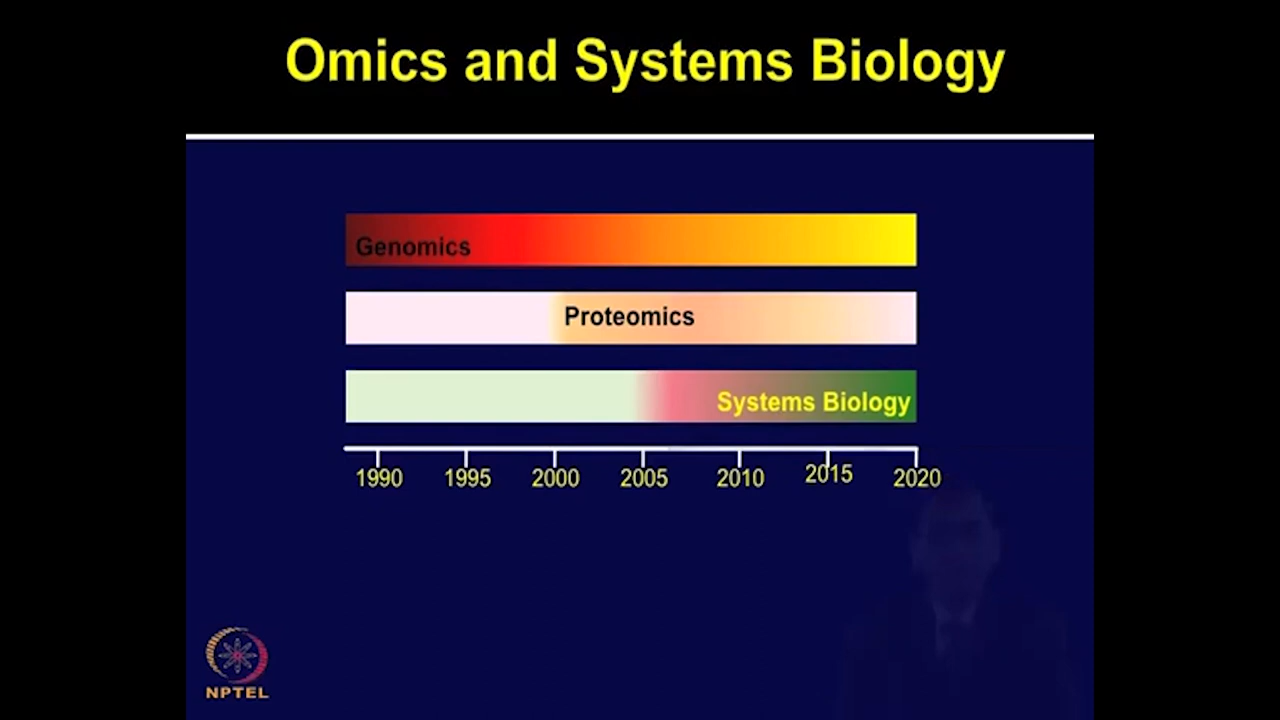 Omics and Systems Biology
Genomics
Proteomics
Systems Biology
1990 1995 2000 2005 2010 2015 2020
NPTEL